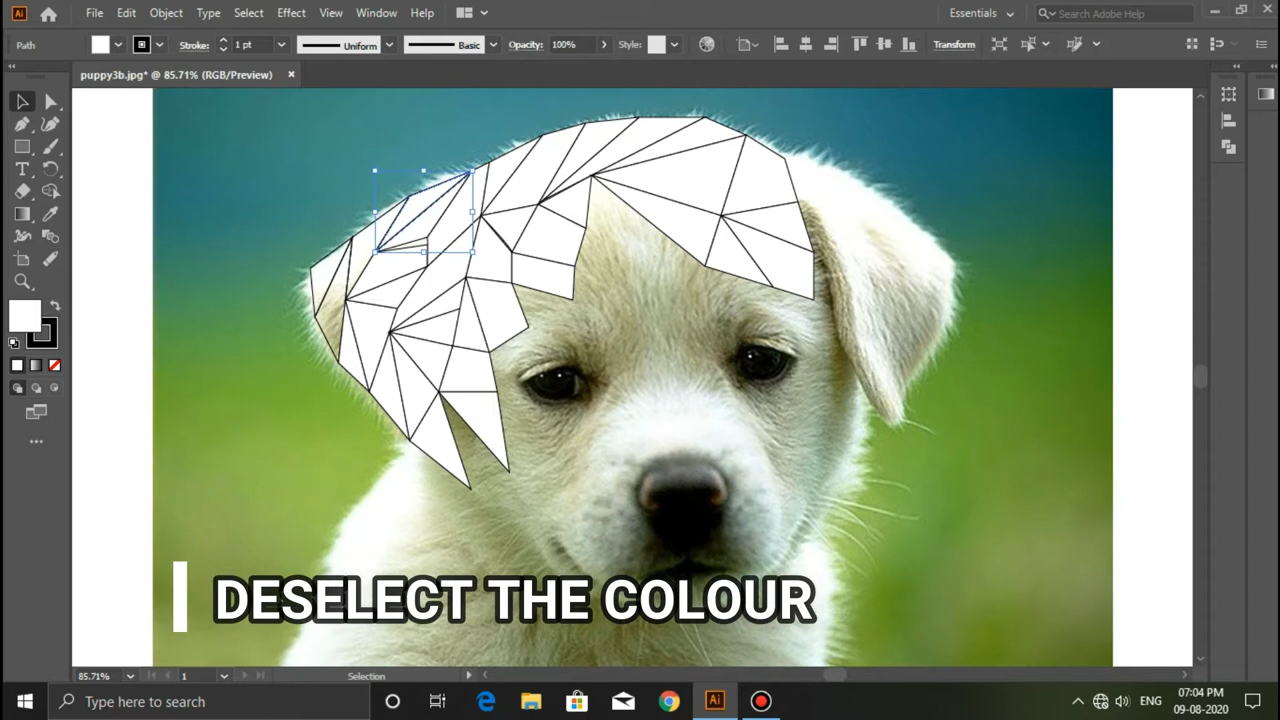 Ai File Edit Object Type Select Effect View Window Help Essentials Search Adobe Help
Path Stroke: 1 pt Uniform Basic Opacity: 100% Style: Transform
puppy3b.jpg* @ 85.71% (RGB/Preview)
DESELECT THE COLOUR
85.71% 1 Selection
Type here to search Ai ENG 07:04 PM
09-08-2020